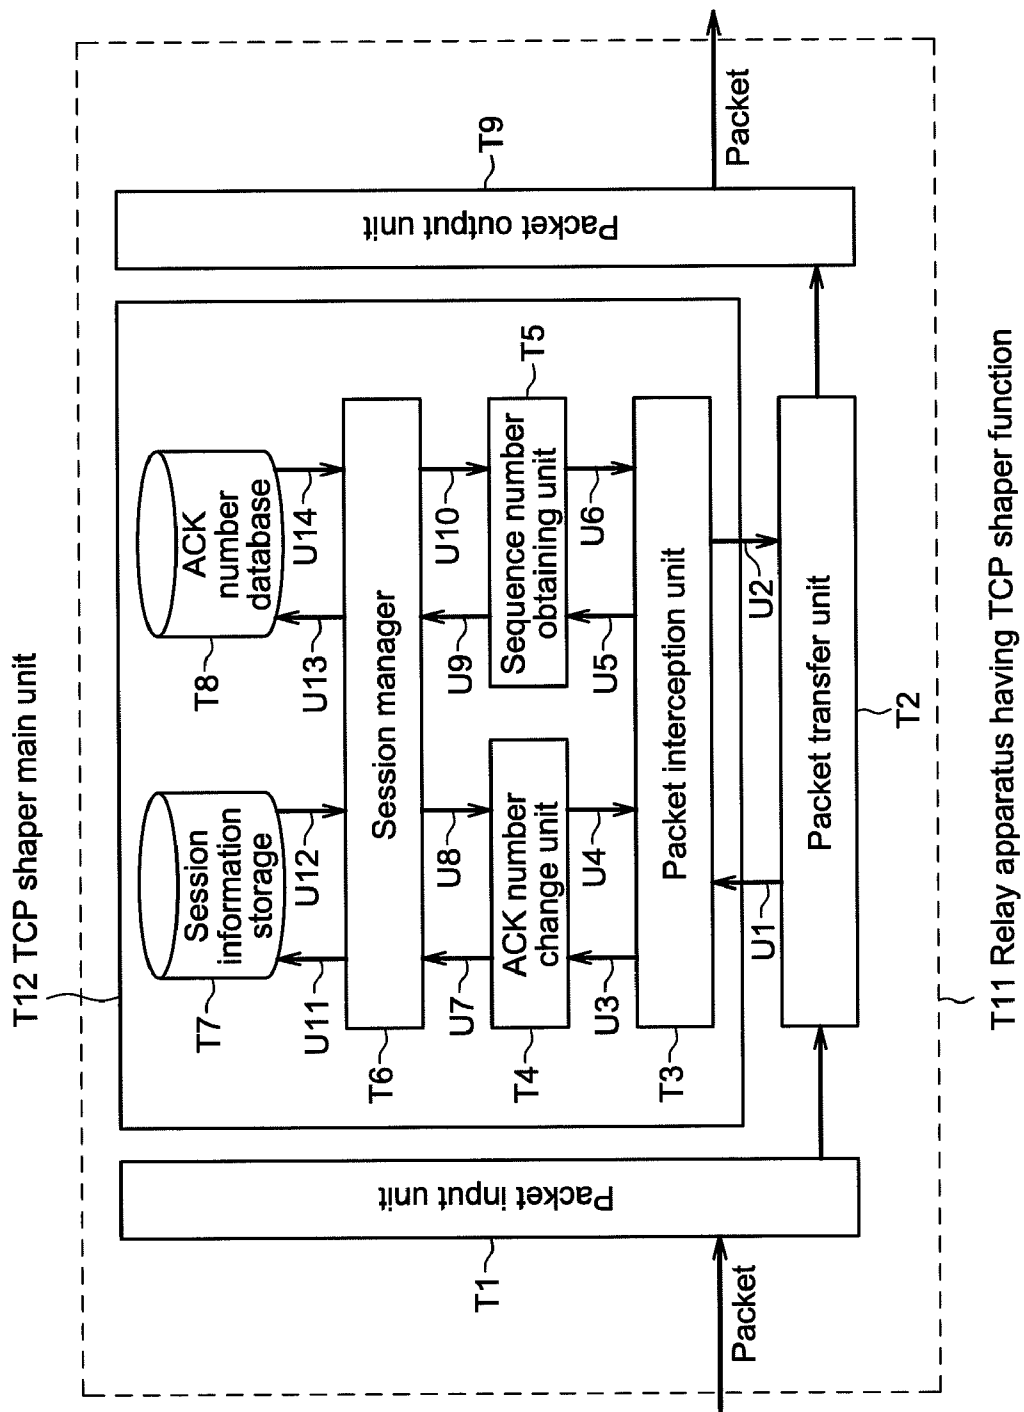 T12 TCP shaper main unit
T7
Session
information
storage
T8
ACK
number
database
U11
U12
U13
U14
T6
Session manager
U7
U8
U9
U10
T4
ACK number
change unit
Sequence number
obtaining unit
T5
U3
U4
U5
U6
T3
Packet interception unit
U1
U2
Packet transfer unit
T2
T1
Packet input unit
Packet
Packet output unit
T9
Packet
T11 Relay apparatus having TCP shaper function